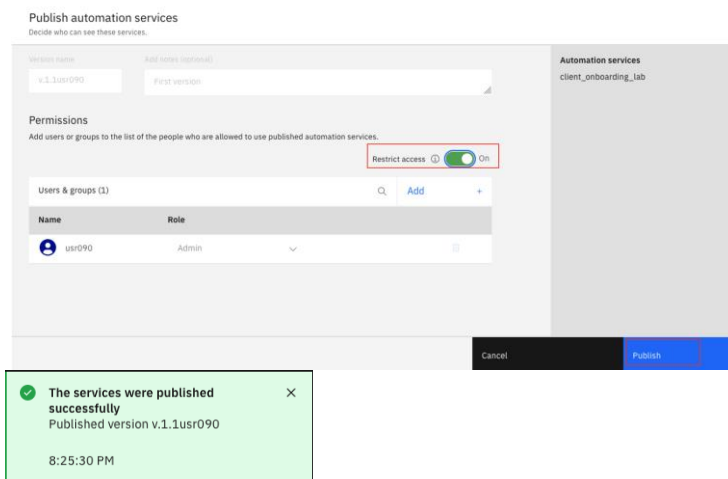 Publish automation services
Decide who can see these services.
Version name
Add notes (optional)
v.1.1usr090
First version
Automation services
client_onboarding_lab
Permissions
Add users or groups to the list of the people who are allowed to use published automation services.
Restrict access On
Users & groups (1)
Add +
Name Role
usr090 Admin
Cancel
Publish
The services were published
successfully
Published version v.1.1usr090
8:25:30 PM